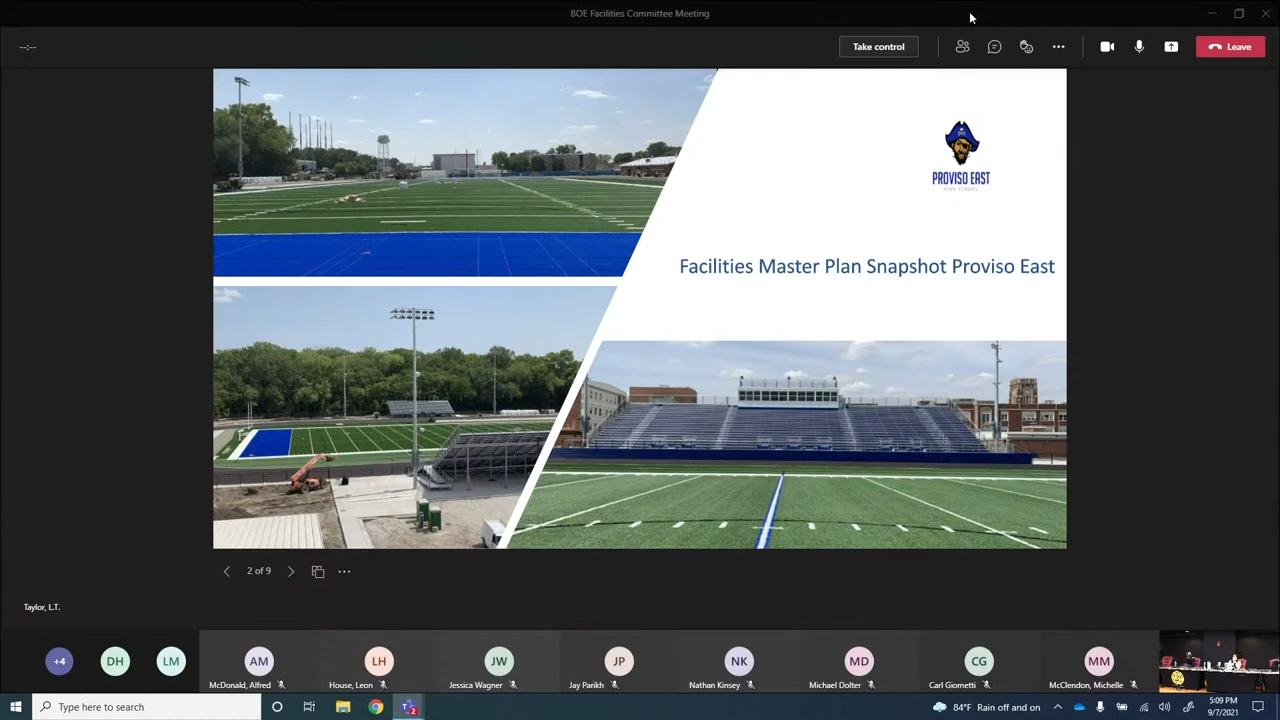 BOE Facilities Committee Meeting
--:--
Take control
Leave
PROVISO EAST
HIGH SCHOOL
Facilities Master Plan Snapshot Proviso East
2 of 9
Taylor, L.T.
+4
DH
LM
AM
LH
JW
JP
NK
MD
CG
MM
McDonald, Alfred
House, Leon
Jessica Wagner
Jay Parikh
Nathan Kinsey
Michael Dolter
Carl Giometti
McClendon, Michelle
Type here to search
2
84°F Rain off and on
5:09 PM
9/7/2021